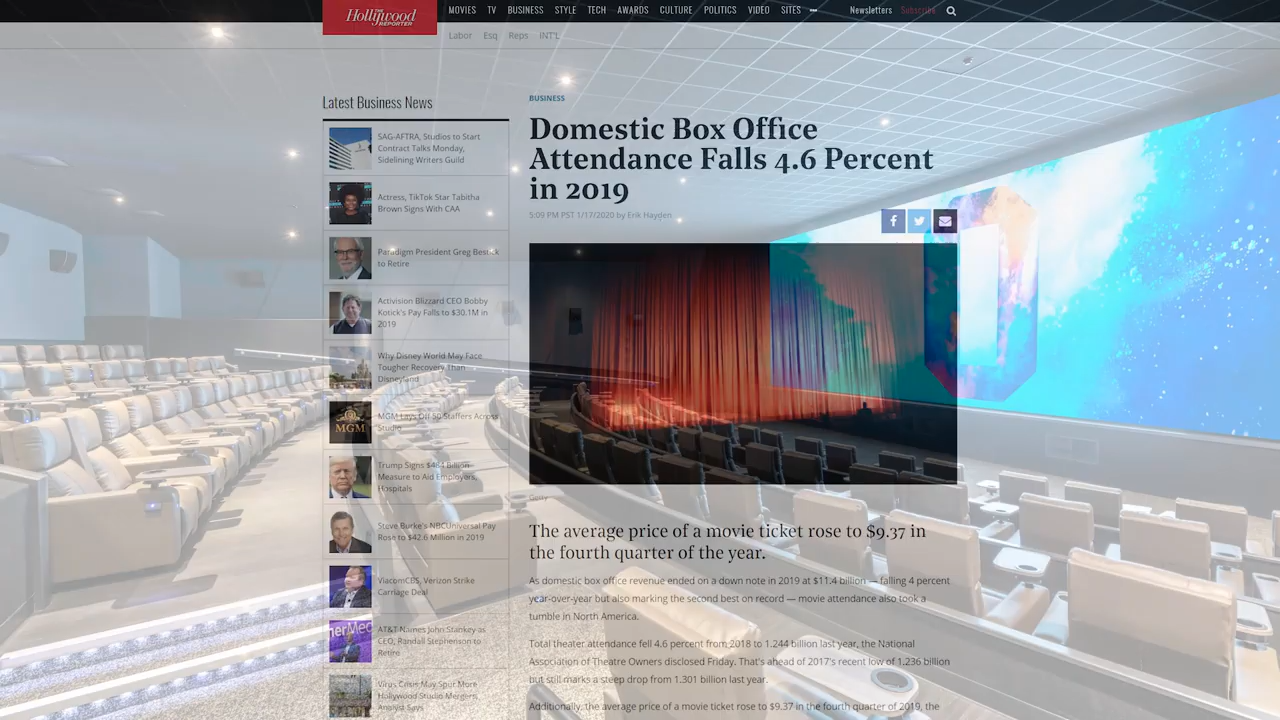 The
Hollywood
REPORTER
MOVIES TV BUSINESS STYLE TECH AWARDS CULTURE POLITICS VIDEO SITES ••• Newsletters Subscribe
Labor Esq Reps INT'L
Latest Business News
SAG-AFTRA, Studios to Start
Contract Talks Monday,
Sidelining Writers Guild
Actress, TikTok Star Tabitha
Brown Signs With CAA
Paradigm President Greg Bestick
to Retire
Activision Blizzard CEO Bobby
Kotick's Pay Falls to $30.1M in
2019
Why Disney World May Face
Tougher Recovery Than
Disneyland
MGM
MGM Lays Off 50 Staffers Across
Studio
Trump Signs $484 Billion
Measure to Aid Employers,
Hospitals
Steve Burke's NBCUniversal Pay
Rose to $42.6 Million in 2019
ViacomCBS, Verizon Strike
Carriage Deal
AT&T Names John Stankey as
CEO, Randall Stephenson to
Retire
Virus Crisis May Spur More
Hollywood Studio Mergers,
Analyst Says
BUSINESS
Domestic Box Office
Attendance Falls 4.6 Percent
in 2019
5:09 PM PST 1/17/2020 by Erik Hayden
Getty
The average price of a movie ticket rose to $9.37 in
the fourth quarter of the year.
As domestic box office revenue ended on a down note in 2019 at $11.4 billion — falling 4 percent
year-over-year but also marking the second best on record — movie attendance also took a
tumble in North America.
Total theater attendance fell 4.6 percent from 2018 to 1.244 billion last year, the National
Association of Theatre Owners disclosed Friday. That's ahead of 2017's recent low of 1.236 billion
but still marks a steep drop from 1.301 billion last year.
Additionally, the average price of a movie ticket rose to $9.37 in the fourth quarter of 2019, the